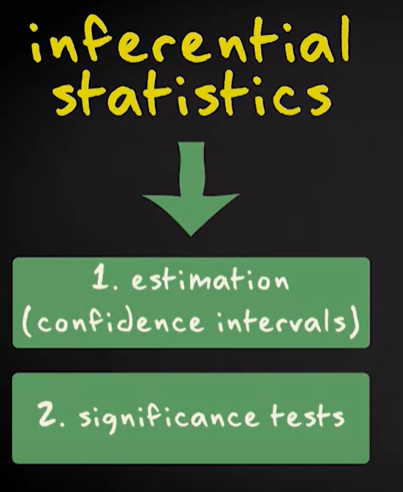 inferential
statistics
1. estimation
(confidence intervals)
2. significance tests